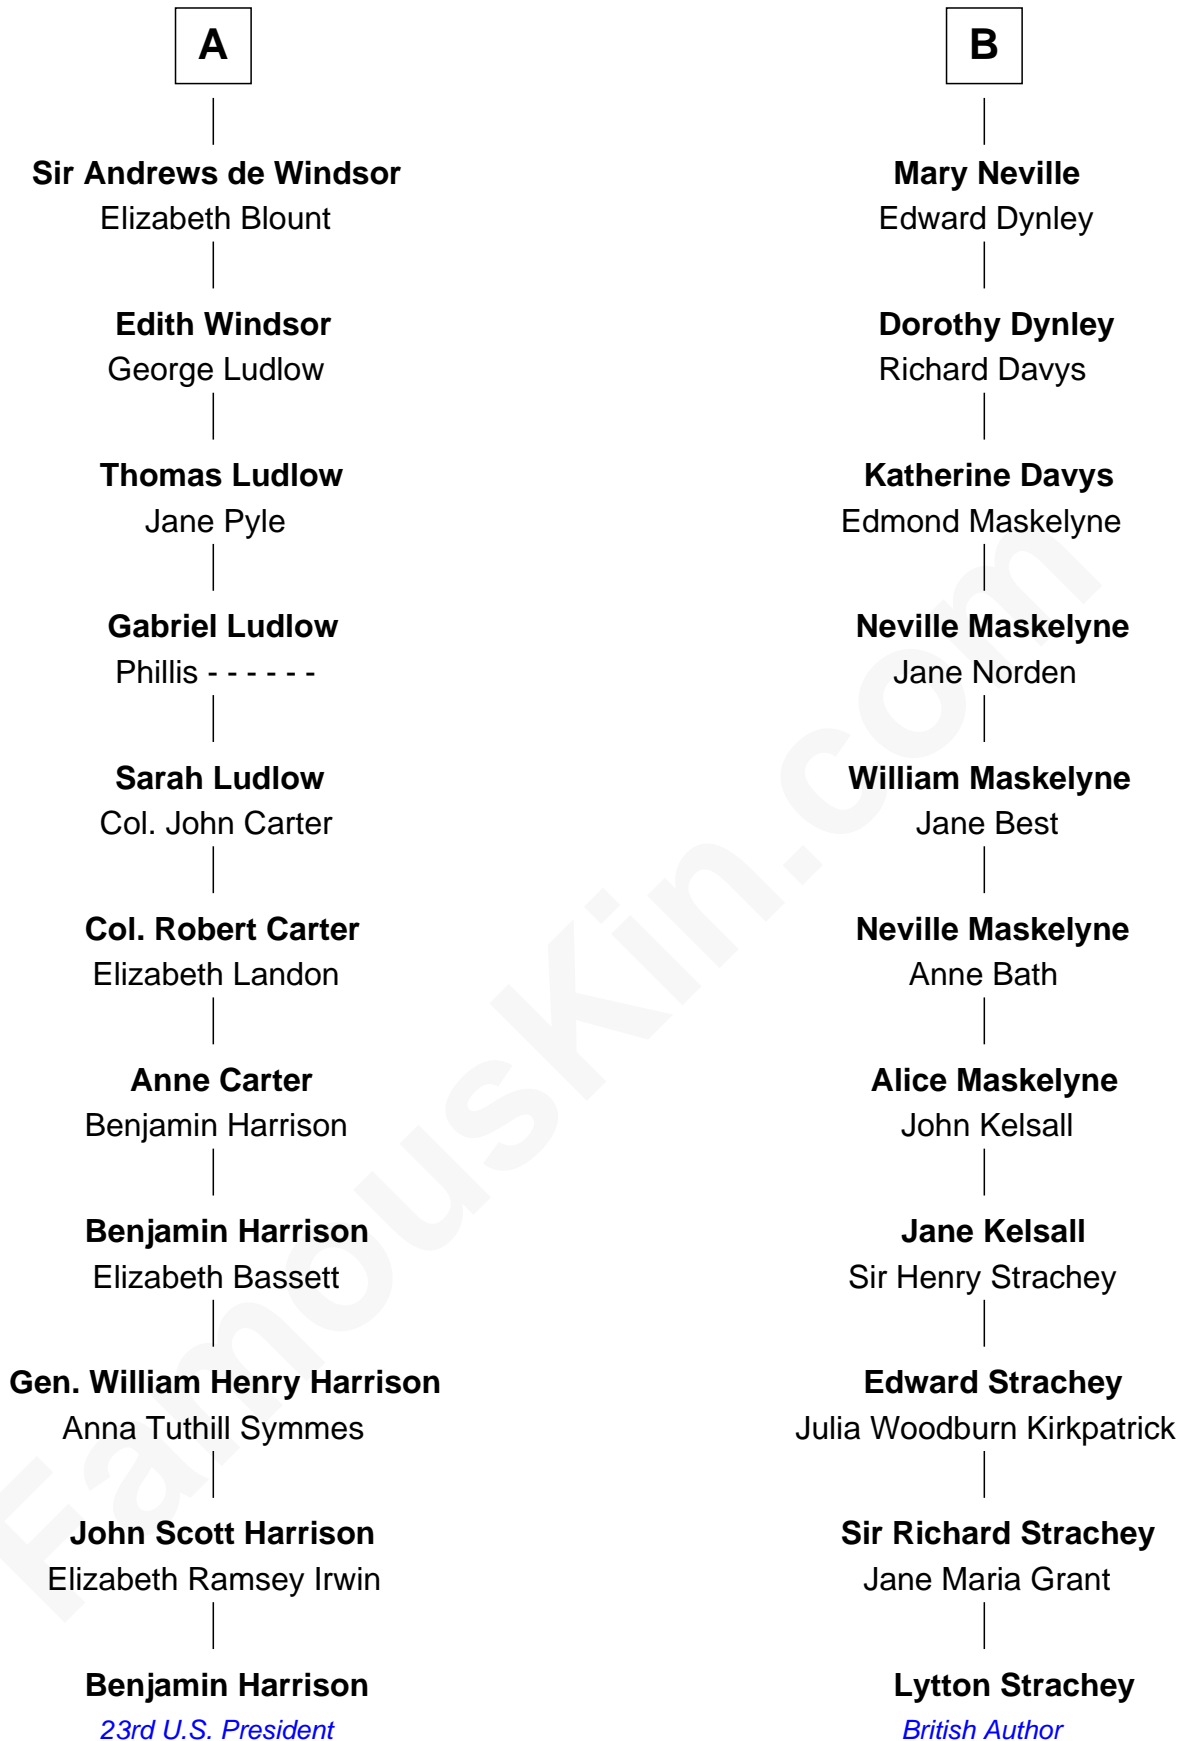 A
Sir Andrews de Windsor
Elizabeth Blount
Edith Windsor
George Ludlow
Thomas Ludlow
Jane Pyle
Gabriel Ludlow
Phillis - - - - - -
Sarah Ludlow
Col. John Carter
Col. Robert Carter
Elizabeth Landon
Anne Carter
Benjamin Harrison
Benjamin Harrison
Elizabeth Bassett
Gen. William Henry Harrison
Anna Tuthill Symmes
John Scott Harrison
Elizabeth Ramsey Irwin
Benjamin Harrison
23rd U.S. President
B
Mary Neville
Edward Dynley
Dorothy Dynley
Richard Davys
Katherine Davys
Edmond Maskelyne
Neville Maskelyne
Jane Norden
William Maskelyne
Jane Best
Neville Maskelyne
Anne Bath
Alice Maskelyne
John Kelsall
Jane Kelsall
Sir Henry Strachey
Edward Strachey
Julia Woodburn Kirkpatrick
Sir Richard Strachey
Jane Maria Grant
Lytton Strachey
British Author
FamousKin.com